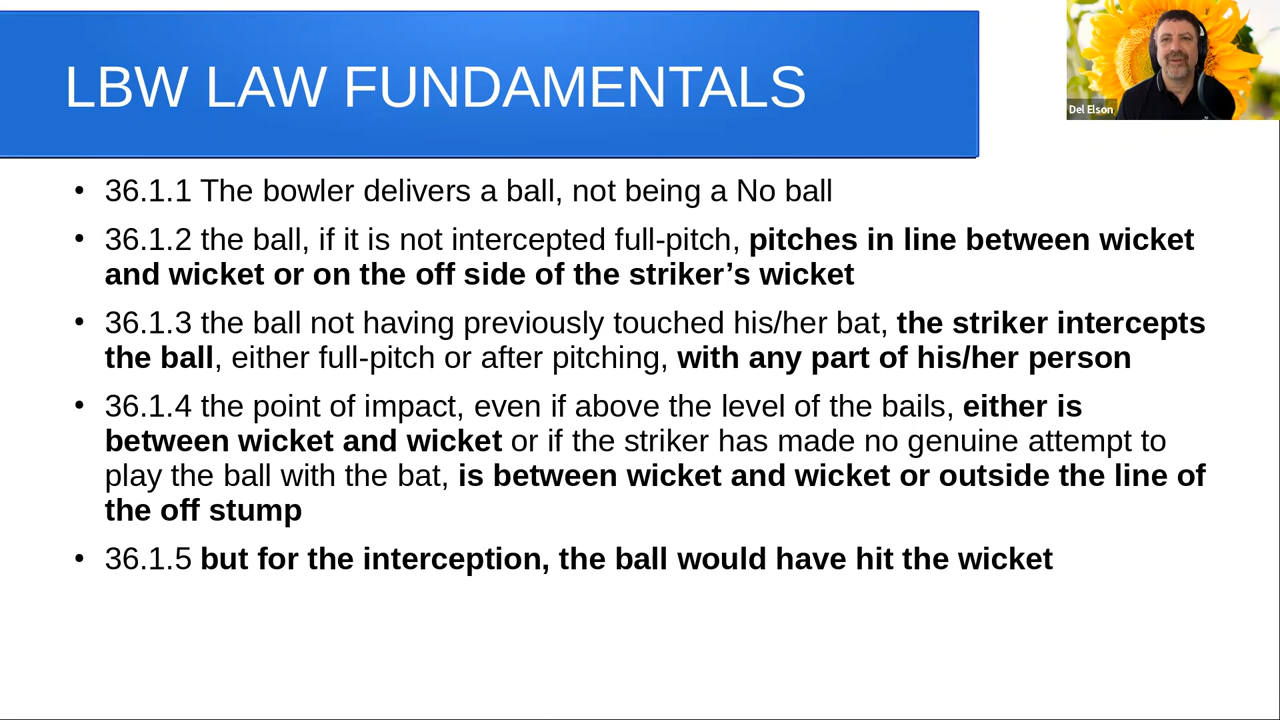 LBW LAW FUNDAMENTALS
Del Elson
• 36.1.1 The bowler delivers a ball, not being a No ball
• 36.1.2 the ball, if it is not intercepted full-pitch, pitches in line between wicket
and wicket or on the off side of the striker’s wicket
• 36.1.3 the ball not having previously touched his/her bat, the striker intercepts
the ball, either full-pitch or after pitching, with any part of his/her person
• 36.1.4 the point of impact, even if above the level of the bails, either is
between wicket and wicket or if the striker has made no genuine attempt to
play the ball with the bat, is between wicket and wicket or outside the line of
the off stump
• 36.1.5 but for the interception, the ball would have hit the wicket